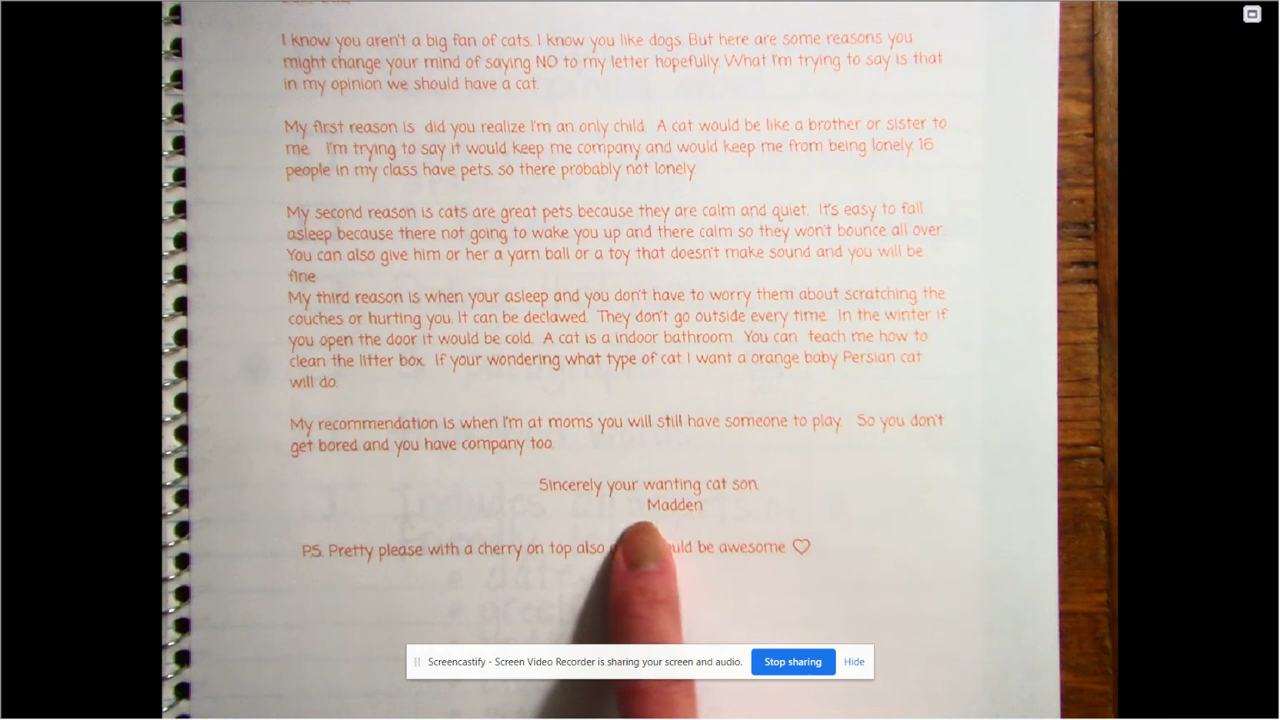 I know you aren't a big fan of cats. I know you like dogs. But here are some reasons you
might change your mind of saying NO to my letter hopefully. What I'm trying to say is that
in my opinion we should have a cat.
My first reason is did you realize I'm an only child. A cat would be like a brother or sister to
me. I'm trying to say it would keep me company and would keep me from being lonely. 16
people in my class have pets, so there probably not lonely.
My second reason is cats are great pets because they are calm and quiet. It's easy to fall
asleep because there not going to wake you up and there calm so they won't bounce all over.
You can also give him or her a yarn ball or a toy that doesn't make sound and you will be
fine.
My third reason is when your asleep and you don't have to worry them about scratching the
couches or hurting you. It can be declawed. They don't go outside every time. In the winter if
you open the door it would be cold. A cat is a indoor bathroom. You can teach me how to
clean the litter box. If your wondering what type of cat I want a orange baby Persian cat
will do.
My recommendation is when I'm at moms you will still have someone to play. So you don't
get bored and you have company too.
Sincerely your wanting cat son.
Madden
P.S. Pretty please with a cherry on top also be awesome ♡
Screencastify - Screen Video Recorder is sharing your screen and audio.
Stop sharing
Hide